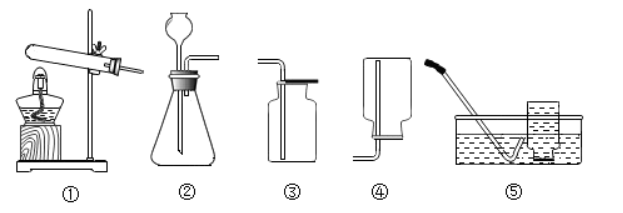 ① ② ③ ④ ⑤